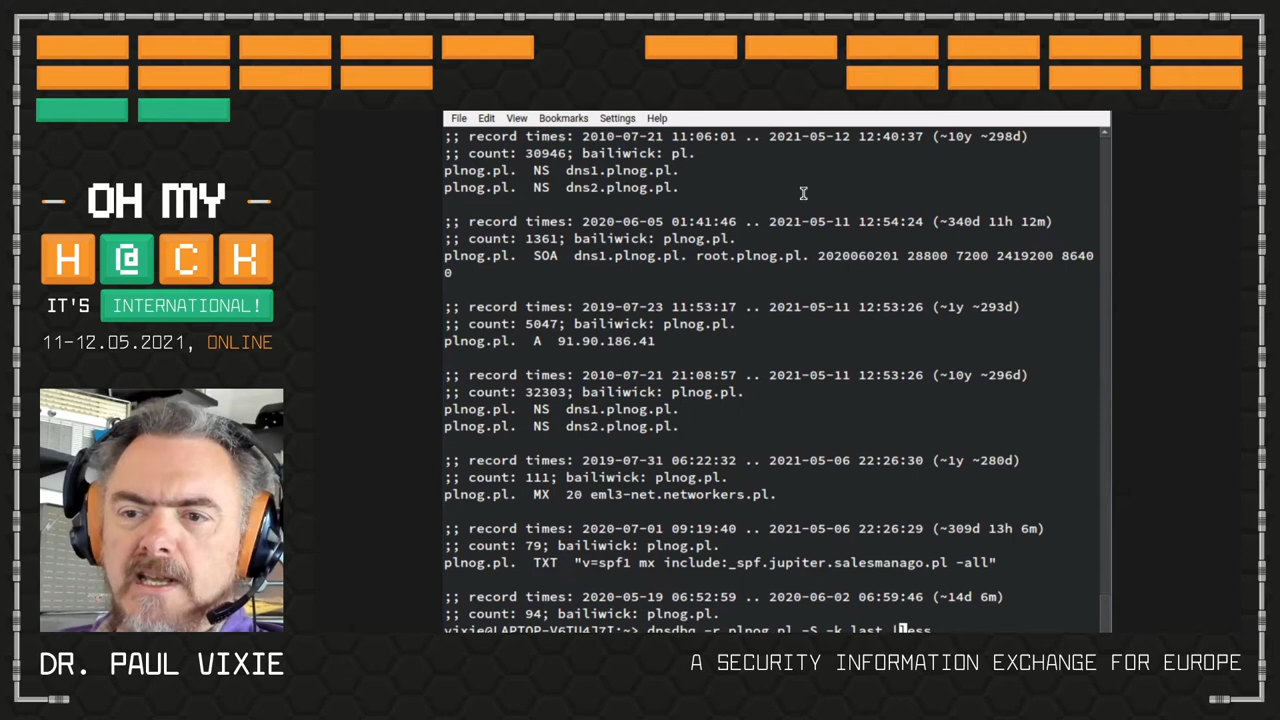 OH MY
H@CK
IT'S INTERNATIONAL!
11-12.05.2021, ONLINE
File Edit View Bookmarks Settings Help
;; record times: 2010-07-21 11:06:01 .. 2021-05-12 12:40:37 (~10y ~298d)
;; count: 30946; bailiwick: pl.
plnog.pl.  NS  dns1.plnog.pl.
plnog.pl.  NS  dns2.plnog.pl.
;; record times: 2020-06-05 01:41:46 .. 2021-05-11 12:54:24 (~340d 11h 12m)
;; count: 1361; bailiwick: plnog.pl.
plnog.pl.  SOA  dns1.plnog.pl. root.plnog.pl. 2020060201 28800 7200 2419200 8640
0
;; record times: 2019-07-23 11:53:17 .. 2021-05-11 12:53:26 (~1y ~293d)
;; count: 5047; bailiwick: plnog.pl.
plnog.pl.  A  91.90.186.41
;; record times: 2010-07-21 21:08:57 .. 2021-05-11 12:53:26 (~10y ~296d)
;; count: 32303; bailiwick: plnog.pl.
plnog.pl.  NS  dns1.plnog.pl.
plnog.pl.  NS  dns2.plnog.pl.
;; record times: 2019-07-31 06:22:32 .. 2021-05-06 22:26:30 (~1y ~280d)
;; count: 111; bailiwick: plnog.pl.
plnog.pl.  MX  20 eml3-net.networkers.pl.
;; record times: 2020-07-01 09:19:40 .. 2021-05-06 22:26:29 (~309d 13h 6m)
;; count: 79; bailiwick: plnog.pl.
plnog.pl.  TXT  "v=spf1 mx include:_spf.jupiter.salesmanago.pl -all"
;; record times: 2020-05-19 06:52:59 .. 2020-06-02 06:59:46 (~14d 6m)
;; count: 94; bailiwick: plnog.pl.
dnsdbq -r plnog.pl -S -k last |less
DR. PAUL VIXIE
A SECURITY INFORMATION EXCHANGE FOR EUROPE